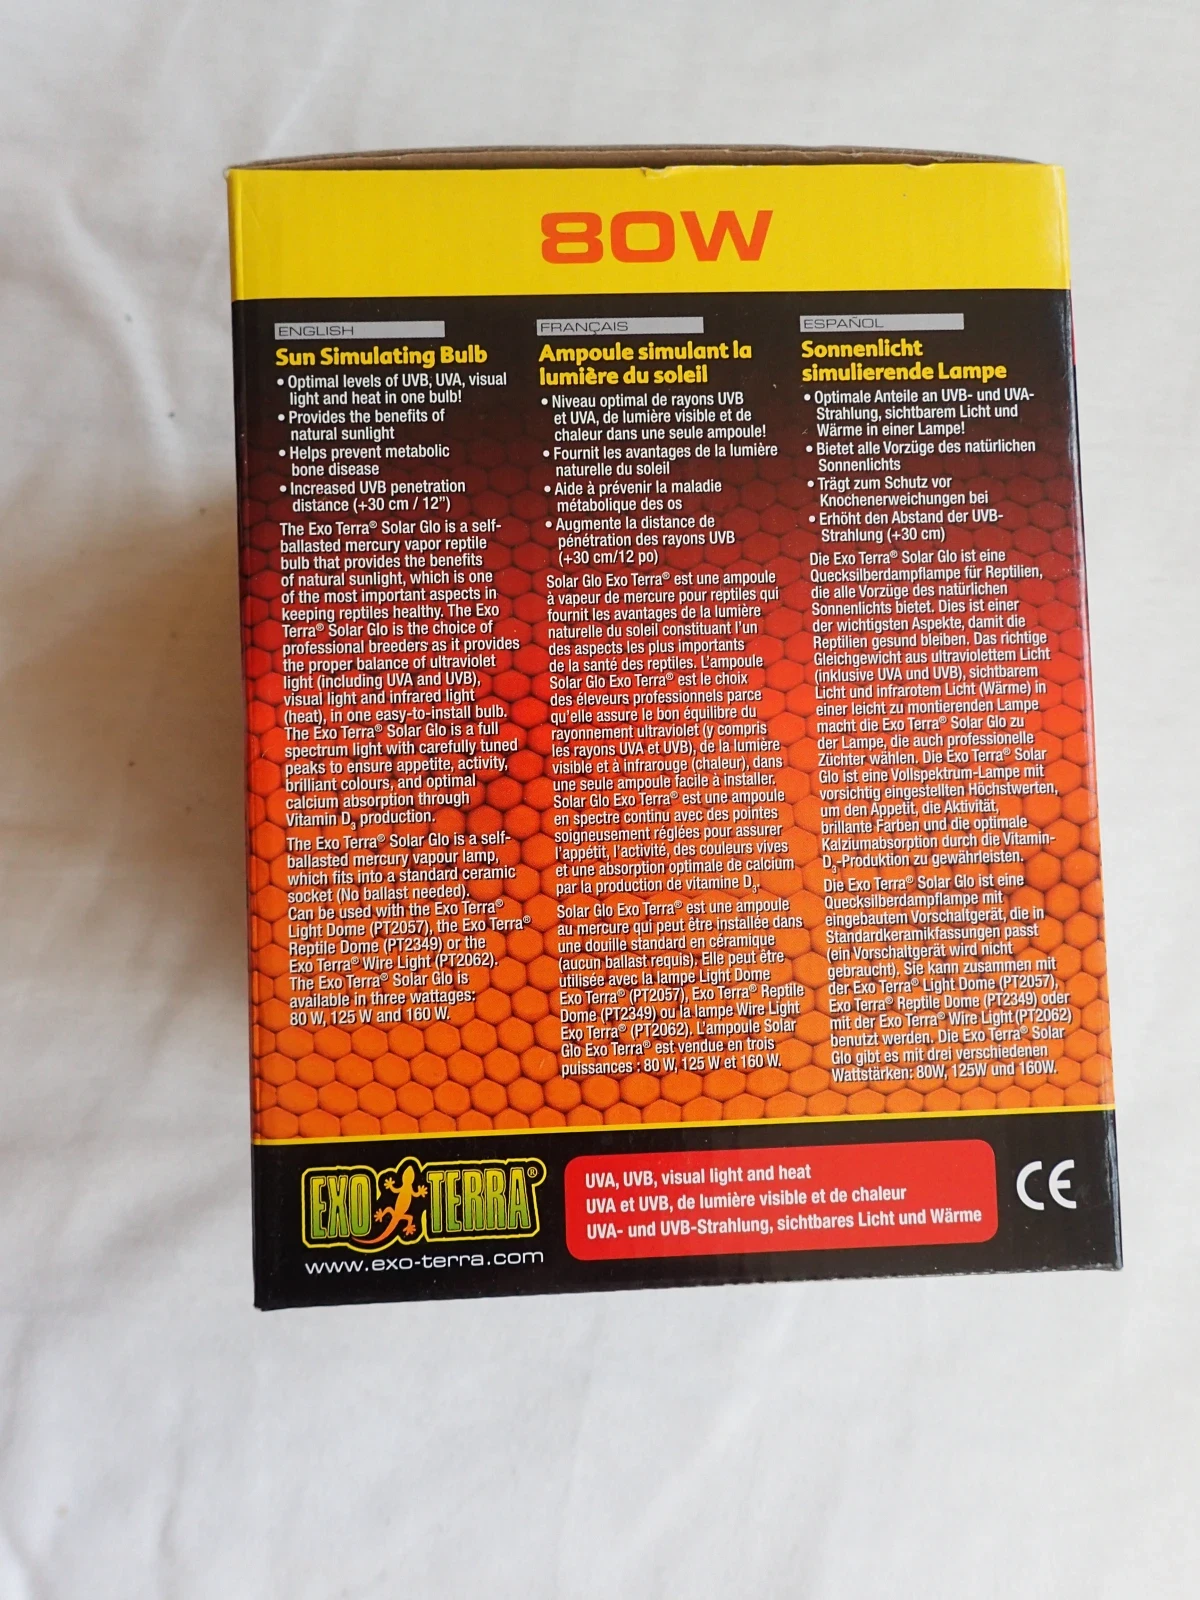 80W
ENGLISH
Sun Simulating Bulb
• Optimal levels of UVB, UVA, visual
light and heat in one bulb!
• Provides the benefits of
natural sunlight
• Helps prevent metabolic
bone disease
• Increased UVB penetration
distance (+30 cm / 12")
The Exo Terra® Solar Glo is a self-
ballasted mercury vapor reptile
bulb that provides the benefits
of natural sunlight, which is one
of the most important aspects in
keeping reptiles healthy. The Exo
Terra® Solar Glo is the choice of
professional breeders as it provides
the proper balance of ultraviolet
light (including UVA and UVB),
visual light and infrared light
(heat), in one easy-to-install bulb.
The Exo Terra® Solar Glo is a full
spectrum light with carefully tuned
peaks to ensure appetite, activity,
brilliant colours, and optimal
calcium absorption through
Vitamin D3 production.
The Exo Terra® Solar Glo is a self-
ballasted mercury vapour lamp,
which fits into a standard ceramic
socket (No ballast needed).
Can be used with the Exo Terra®
Light Dome (PT2057), the Exo Terra®
Reptile Dome (PT2349) or the
Exo Terra® Wire Light (PT2062).
The Exo Terra® Solar Glo is
available in three wattages:
80 W, 125 W and 160 W.
FRANÇAIS
Ampoule simulant la
lumière du soleil
• Niveau optimal de rayons UVB
et UVA, de lumière visible et de
chaleur dans une seule ampoule!
• Fournit les avantages de la lumière
naturelle du soleil
• Aide à prévenir la maladie
métabolique des os
• Augmente la distance de
pénétration des rayons UVB
(+30 cm/12 po)
Solar Glo Exo Terra® est une ampoule
à vapeur de mercure pour reptiles qui
fournit les avantages de la lumière
naturelle du soleil constituant l'un
des aspects les plus importants
de la santé des reptiles. L'ampoule
Solar Glo Exo Terra® est le choix
des éleveurs professionnels parce
qu'elle assure le bon équilibre du
rayonnement ultraviolet (y compris
les rayons UVA et UVB), de la lumière
visible et à infrarouge (chaleur), dans
une seule ampoule facile à installer.
Solar Glo Exo Terra® est une ampoule
en spectre continu avec des pointes
soigneusement réglées pour assurer
l'appétit, l'activité, des couleurs vives
et une absorption optimale de calcium
par la production de vitamine D3.
Solar Glo Exo Terra® est une ampoule
au mercure qui peut être installée dans
une douille standard en céramique
(aucun ballast requis). Elle peut être
utilisée avec la lampe Light Dome
Exo Terra® (PT2057), Exo Terra® Reptile
Dome (PT2349) ou la lampe Wire Light
Exo Terra® (PT2062). L'ampoule Solar
Glo Exo Terra® est vendue en trois
puissances : 80 W, 125 W et 160 W.
ESPAÑOL
Sonnenlicht
simulierende Lampe
• Optimale Anteile an UVB- und UVA-
Strahlung, sichtbarem Licht und
Wärme in einer Lampe!
• Bietet alle Vorzüge des natürlichen
Sonnenlichts
• Trägt zum Schutz vor
Knochenerweichungen bei
• Erhöht den Abstand der UVB-
Strahlung (+30 cm)
Die Exo Terra® Solar Glo ist eine
Quecksilberdampflampe für Reptilien,
die alle Vorzüge des natürlichen
Sonnenlichts bietet. Dies ist einer
der wichtigsten Aspekte, damit die
Reptilien gesund bleiben. Das richtige
Gleichgewicht aus ultraviolettem Licht
(inklusive UVA und UVB), sichtbarem
Licht und infrarotem Licht (Wärme) in
einer leicht zu montierenden Lampe
macht die Exo Terra® Solar Glo zu
der Lampe, die auch professionelle
Züchter wählen. Die Exo Terra® Solar
Glo ist eine Vollspektrum-Lampe mit
vorsichtig eingestellten Höchstwerten,
um den Appetit, die Aktivität,
brillante Farben und die optimale
Kalziumabsorption durch die Vitamin-
D3-Produktion zu gewährleisten.
Die Exo Terra® Solar Glo ist eine
Quecksilberdampflampe mit
eingebautem Vorschaltgerät, die in
Standardkeramikfassungen passt
(ein Vorschaltgerät wird nicht
gebraucht). Sie kann zusammen mit
der Exo Terra® Light Dome (PT2057),
Exo Terra® Reptile Dome (PT2349) oder
mit der Exo Terra® Wire Light (PT2062)
benutzt werden. Die Exo Terra® Solar
Glo gibt es mit drei verschiedenen
Wattstärken: 80W, 125W und 160W.
EXO TERRA®
www.exo-terra.com
UVA, UVB, visual light and heat
UVA et UVB, de lumière visible et de chaleur
UVA- und UVB-Strahlung, sichtbares Licht und Wärme
CE